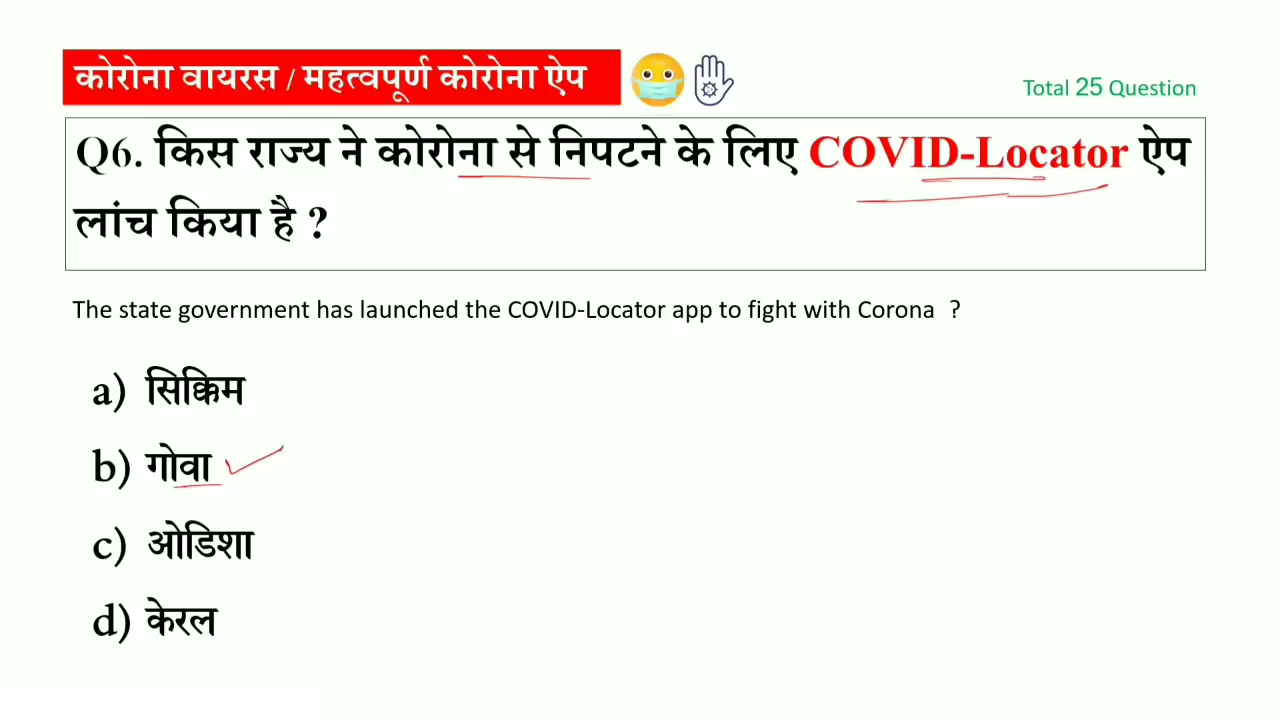 कोरोना वायरस / महत्वपूर्ण कोरोना ऐप
Total 25 Question
Q6. किस राज्य ने कोरोना से निपटने के लिए COVID-Locator ऐप
लांच किया है ?
The state government has launched the COVID-Locator app to fight with Corona ?
a) सिक्किम
b) गोवा
c) ओडिशा
d) केरल